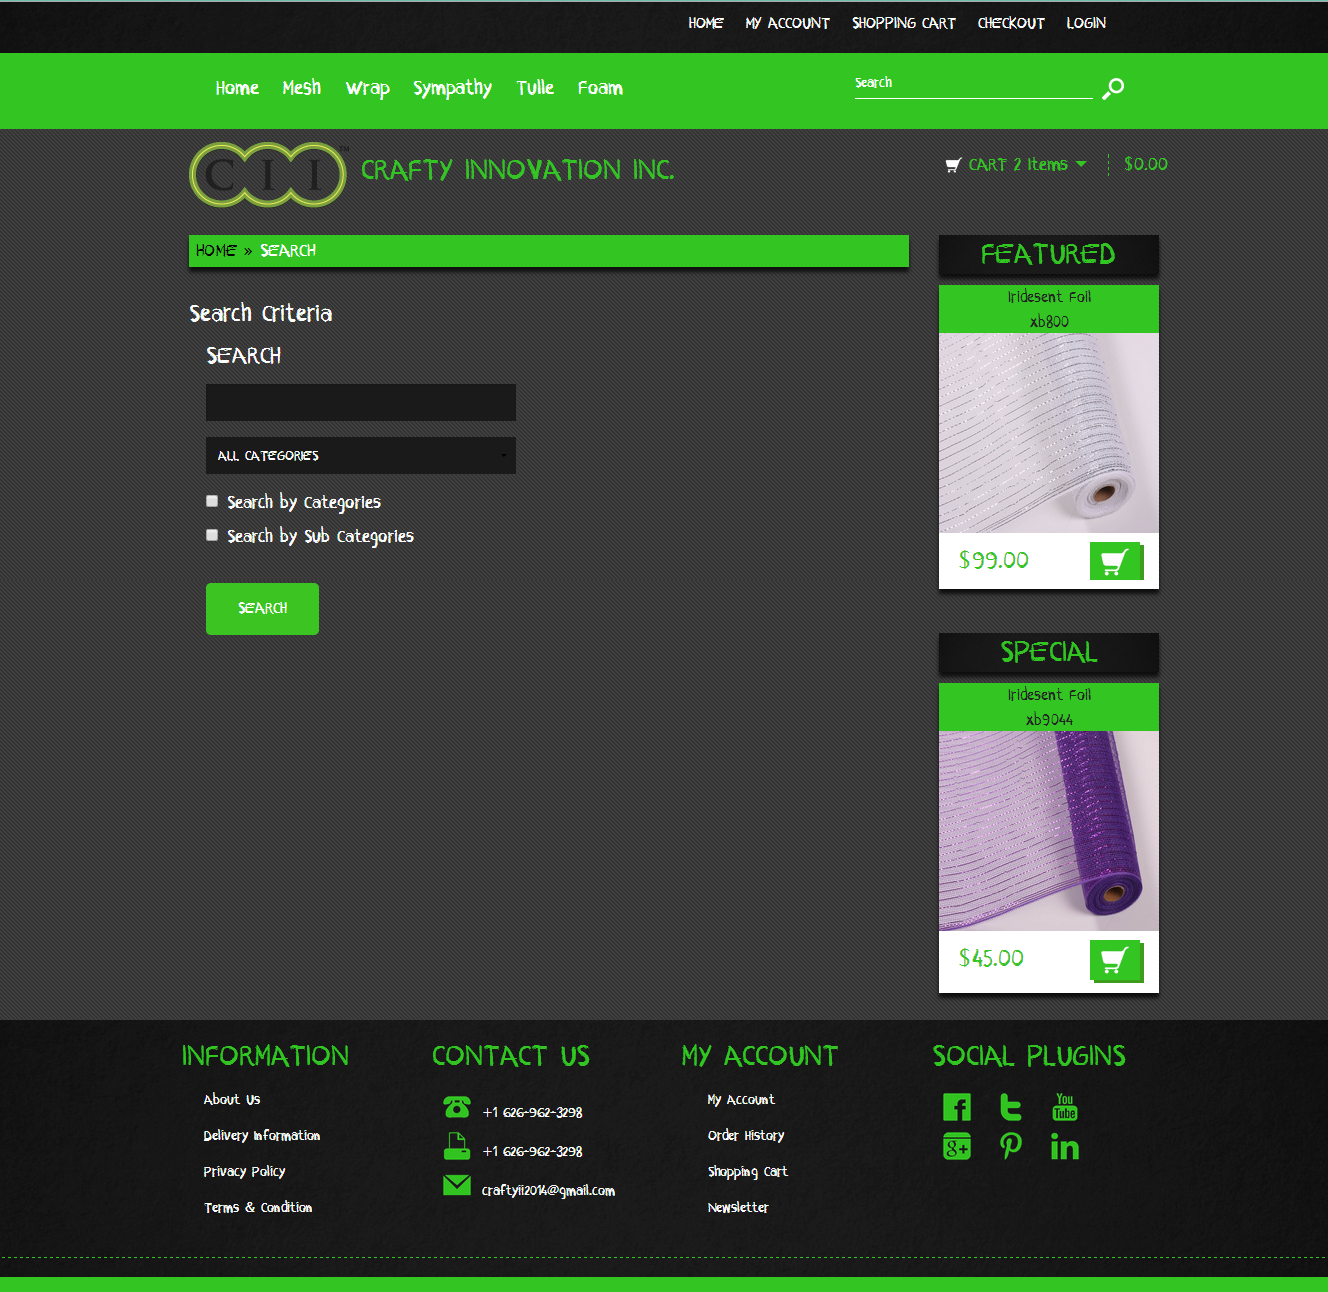 HOME MY ACCOUNT SHOPPING CART CHECKOUT LOGIN
Home Mesh Wrap Sympathy Tulle Foam Search
CII™ CRAFTY INNOVATION INC. CART 2 Items $0.00
HOME » SEARCH
FEATURED
Iridesent Foil
xb800
$99.00
Search Criteria
SEARCH
ALL CATEGORIES
Search by Categories
Search by Sub Categories
SEARCH
SPECIAL
Iridesent Foil
xb9044
$45.00
INFORMATION
About Us
Delivery Information
Privacy Policy
Terms & Condition
CONTACT US
+1 626-962-3298
+1 626-962-3298
craftyii2014@gmail.com
MY ACCOUNT
My Account
Order History
Shopping Cart
Newsletter
SOCIAL PLUGINS
You
Tube
g+
in